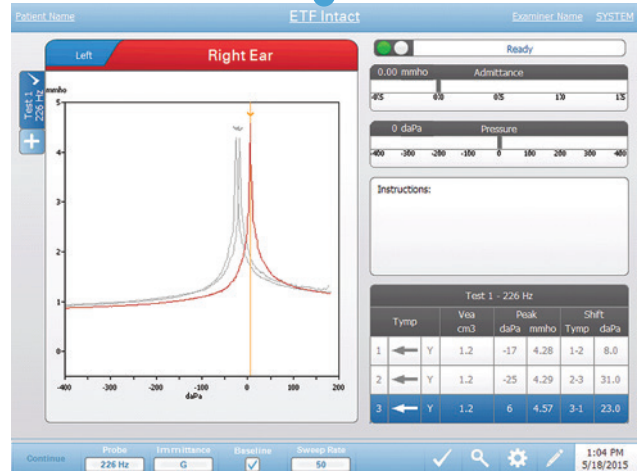 Patient Name ETF Intact Examiner Name SYSTEM
Left Right Ear
Test 1
226 Hz
mmho
5
4
3
2
1
0
-400 -300 -200 -100 0 100 200
daPa
Ready
0.00 mmho Admittance
-0.5 0.0 0.5 1.0 1.5
0 daPa Pressure
-400 -300 -200 -100 0 100 200 300 400
Instructions:
Test 1 - 226 Hz
Tymp Vea Peak Shift
cm3 daPa mmho Tymp daPa
1 Y 1.2 -17 4.28 1-2 8.0
2 Y 1.2 -25 4.29 2-3 31.0
3 Y 1.2 6 4.57 3-1 23.0
Continue Probe Immittance Baseline Sweep Rate
226 Hz G 50
1:04 PM
5/18/2015